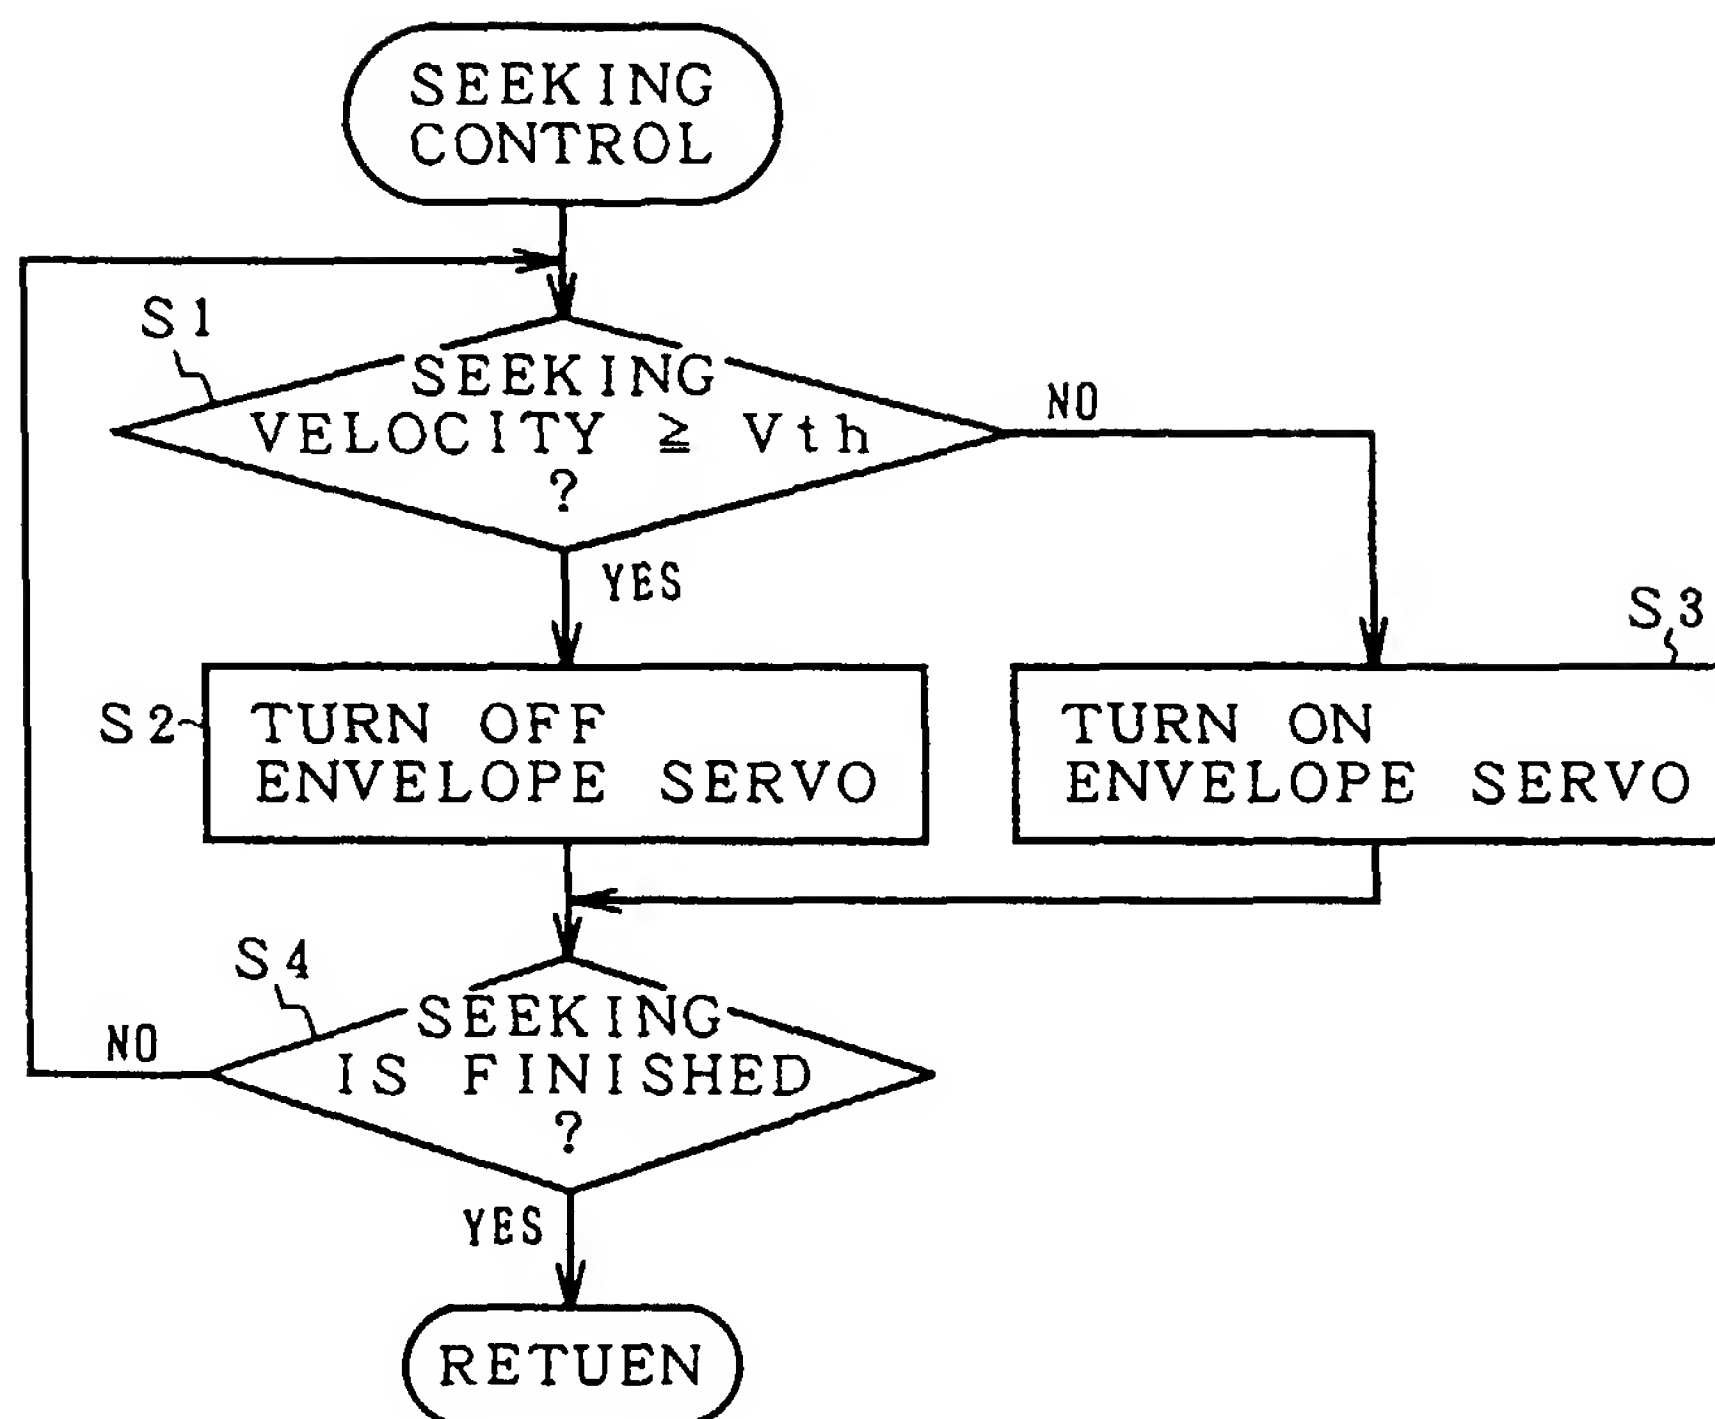 SEEKING
CONTROL
S1
SEEKING
VELOCITY ≧ Vth
?
NO
YES
S2
TURN OFF
ENVELOPE SERVO
S3
TURN ON
ENVELOPE SERVO
S4
SEEKING
IS FINISHED
?
NO
YES
RETUEN